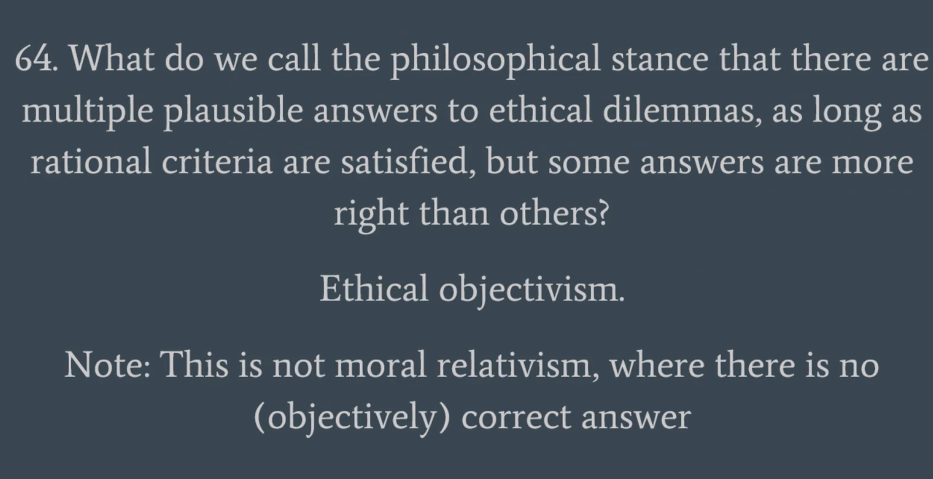 64. What do we call the philosophical stance that there are
multiple plausible answers to ethical dilemmas, as long as
rational criteria are satisfied, but some answers are more
right than others?
Ethical objectivism.
Note: This is not moral relativism, where there is no
(objectively) correct answer